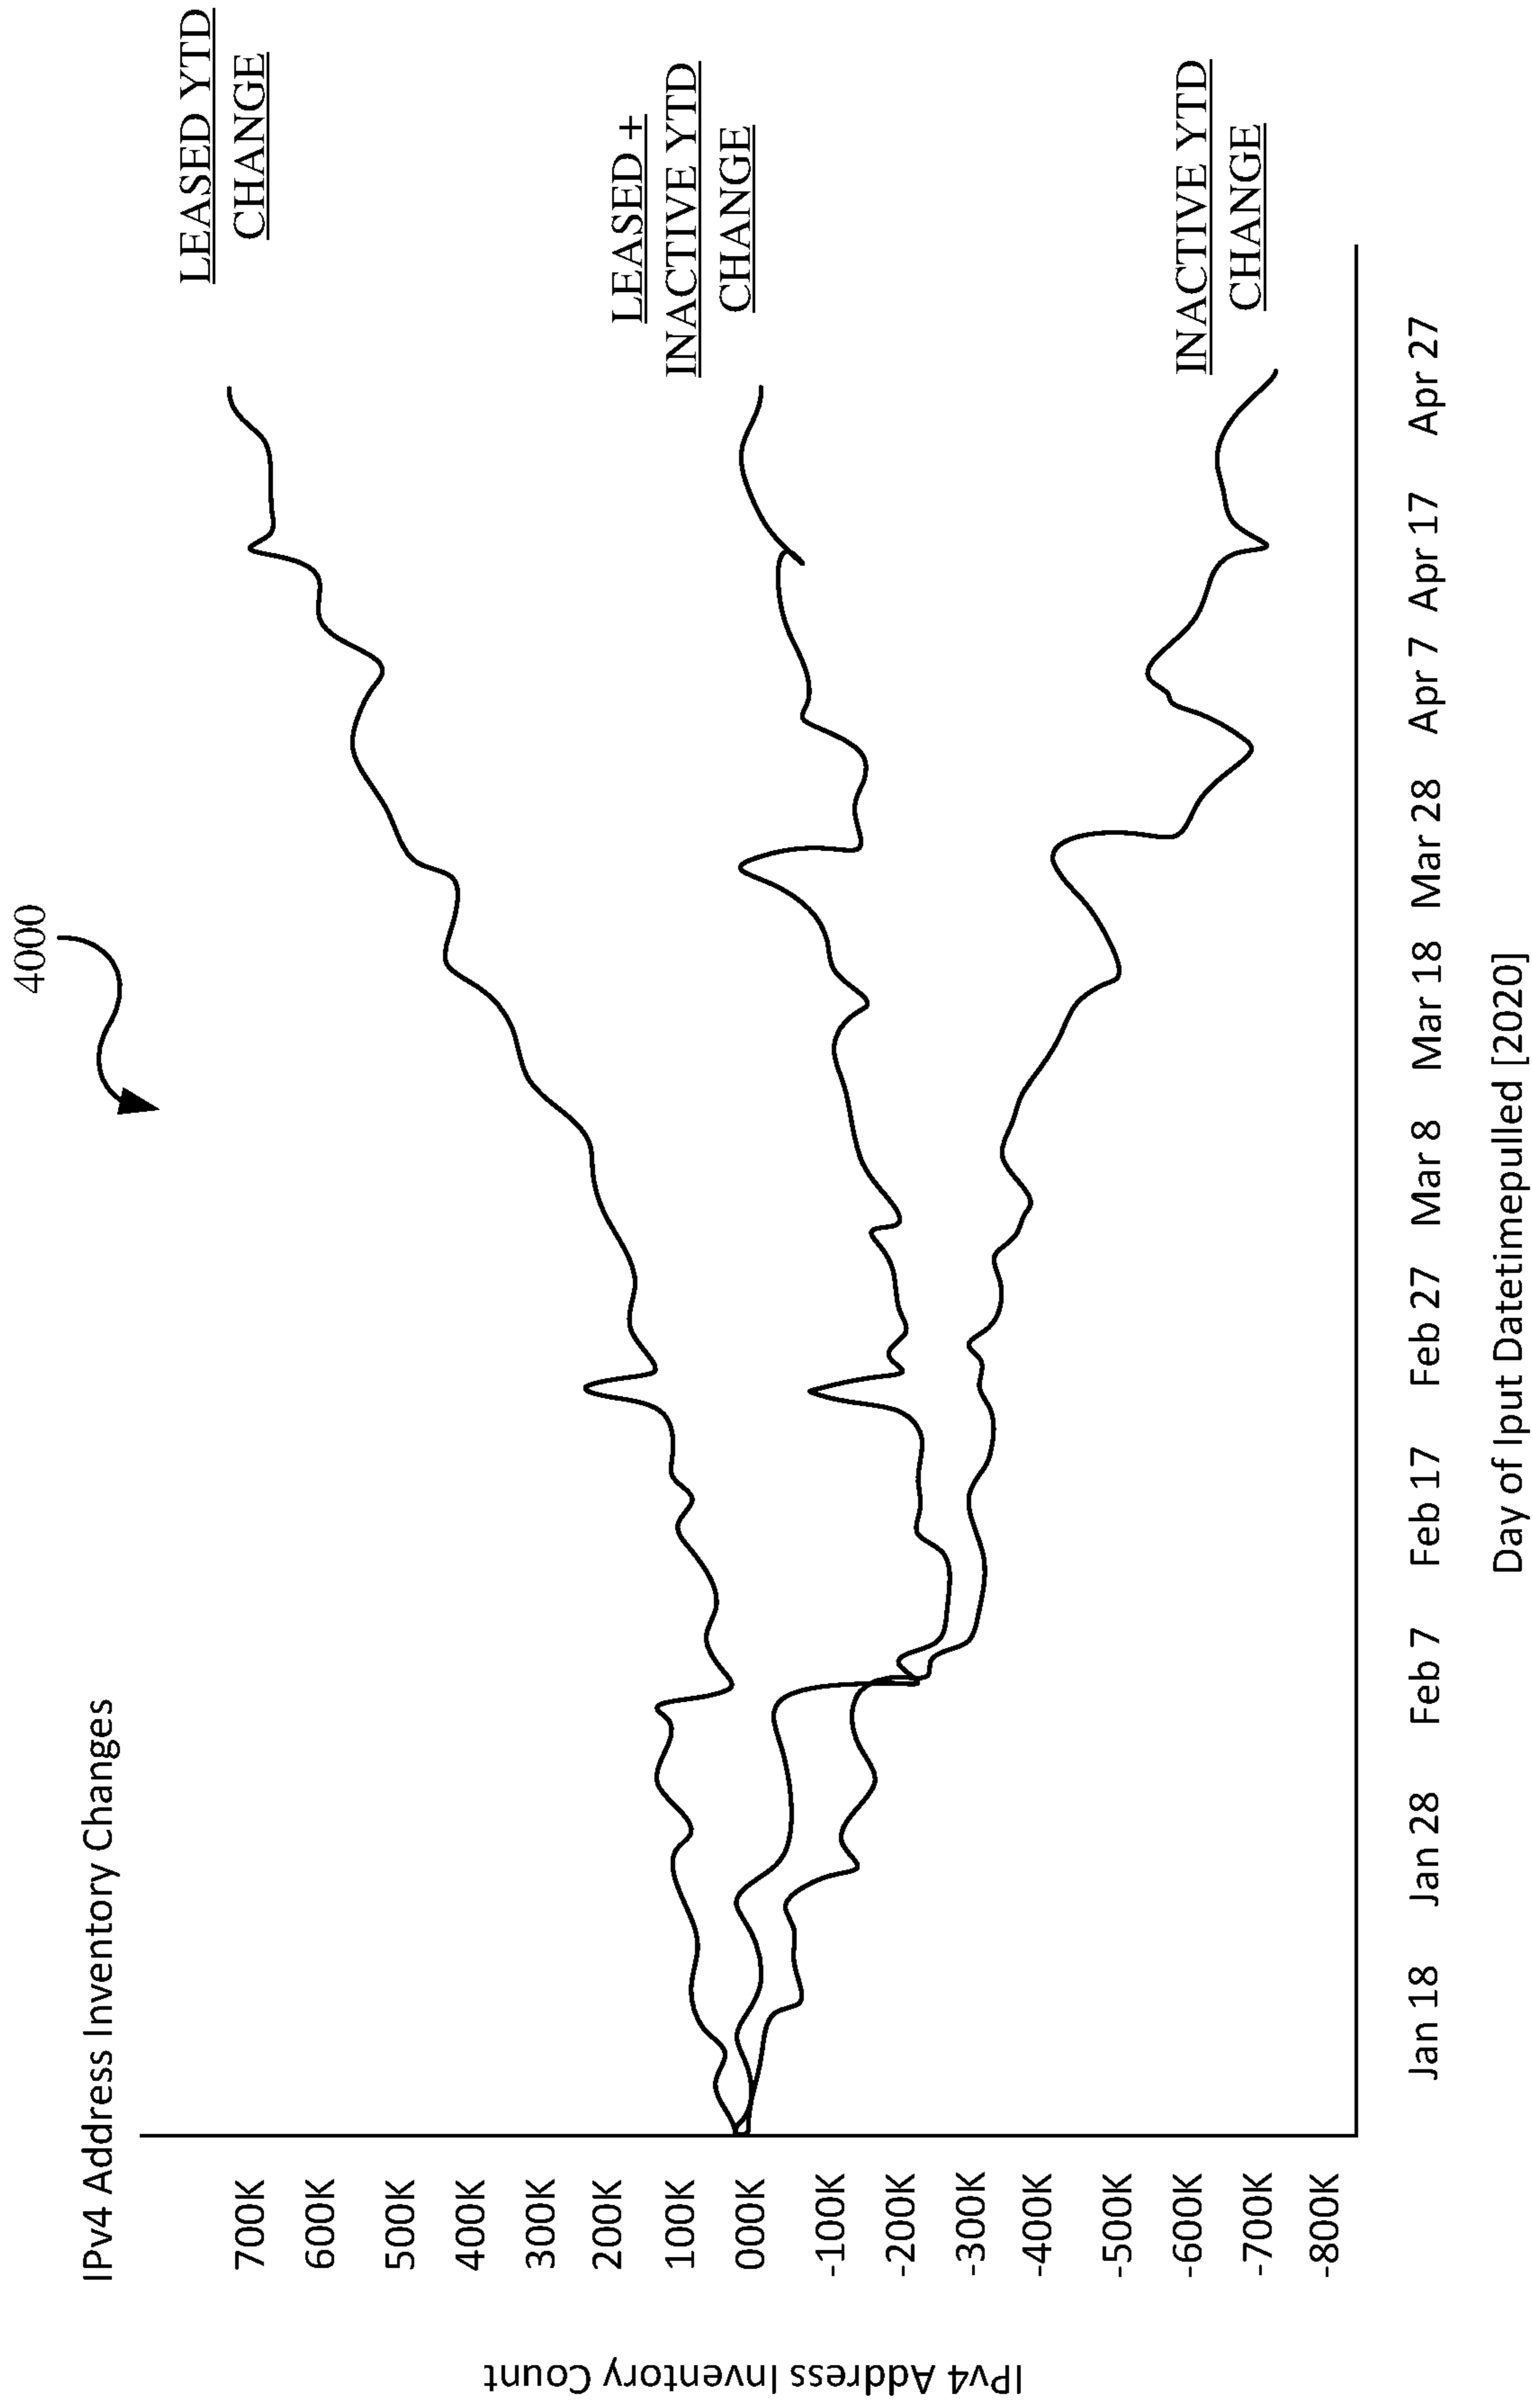 4000
IPv4 Address Inventory Changes
LEASED YTD
CHANGE
LEASED +
INACTIVE YTD
CHANGE
INACTIVE YTD
CHANGE
IPv4 Address Inventory Count
700K
600K
500K
400K
300K
200K
100K
000K
-100K
-200K
-300K
-400K
-500K
-600K
-700K
-800K
Jan 18 Jan 28 Feb 7 Feb 17 Feb 27 Mar 8 Mar 18 Mar 28 Apr 7 Apr 17 Apr 27
Day of Iput Datetimepulled [2020]